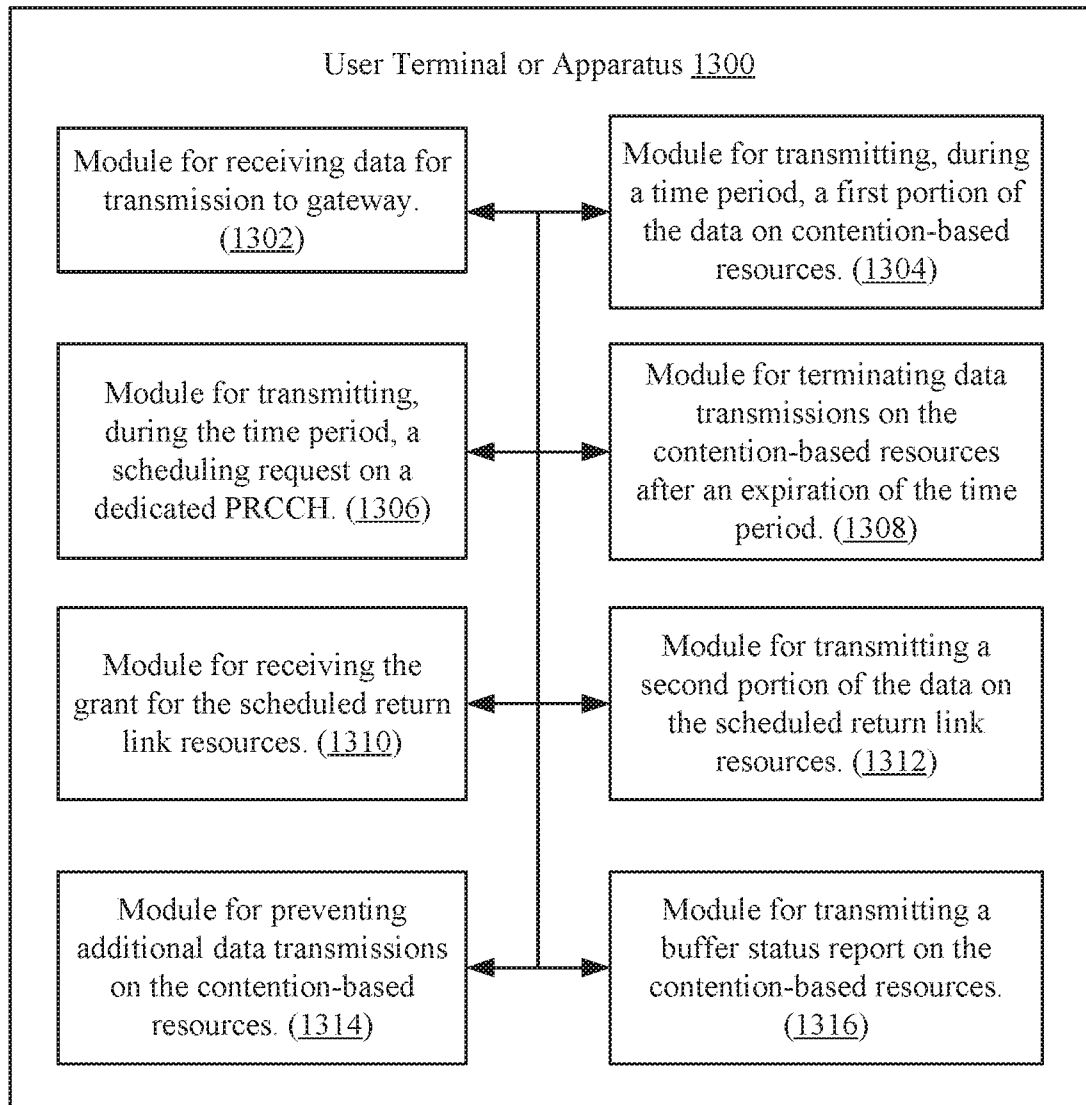 User Terminal or Apparatus 1300
Module for receiving data for
transmission to gateway.
(1302)
Module for transmitting, during
a time period, a first portion of
the data on contention-based
resources. (1304)
Module for transmitting,
during the time period, a
scheduling request on a
dedicated PRCCH. (1306)
Module for terminating data
transmissions on the
contention-based resources
after an expiration of the time
period. (1308)
Module for receiving the
grant for the scheduled return
link resources. (1310)
Module for transmitting a
second portion of the data on
the scheduled return link
resources. (1312)
Module for preventing
additional data transmissions
on the contention-based
resources. (1314)
Module for transmitting a
buffer status report on the
contention-based resources.
(1316)